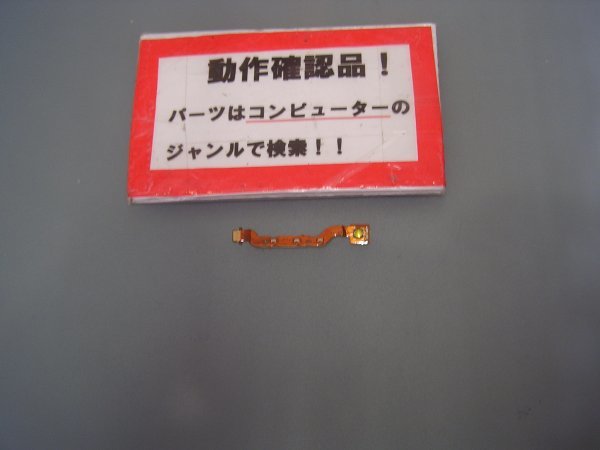 動作確認品！
パーツはコンピューターの
ジャンルで検索！！